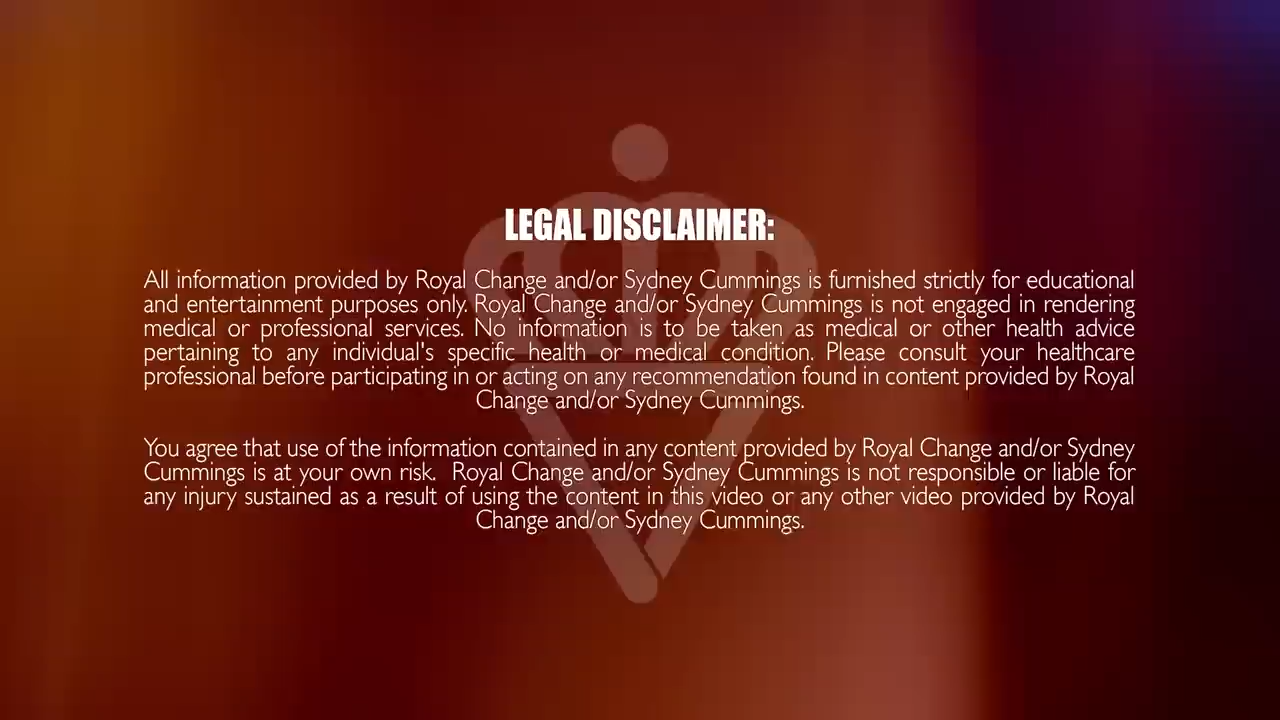 LEGAL DISCLAIMER:
All information provided by Royal Change and/or Sydney Cummings is furnished strictly for educational
and entertainment purposes only. Royal Change and/or Sydney Cummings is not engaged in rendering
medical or professional services. No information is to be taken as medical or other health advice
pertaining to any individual's specific health or medical condition. Please consult your healthcare
professional before participating in or acting on any recommendation found in content provided by Royal
Change and/or Sydney Cummings.
You agree that use of the information contained in any content provided by Royal Change and/or Sydney
Cummings is at your own risk.  Royal Change and/or Sydney Cummings is not responsible or liable for
any injury sustained as a result of using the content in this video or any other video provided by Royal
Change and/or Sydney Cummings.